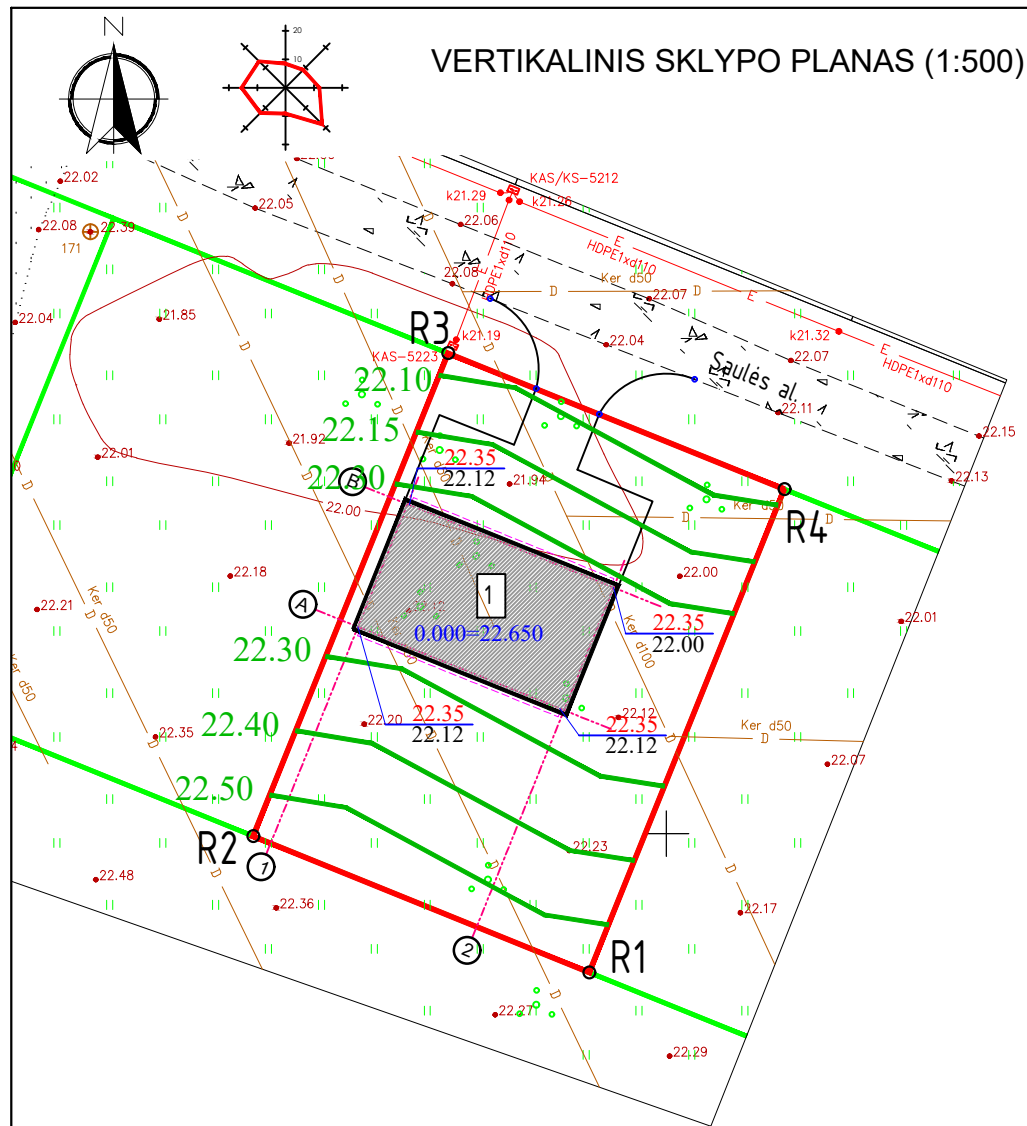 VERTIKALINIS SKLYPO PLANAS (1:500)
N
20
10
22.02
22.05
KAS/KS-5212
k21.29
k21.26
22.08
22.39
171
22.06
E
HDPE1xd110
E
HDPE1xd110
D
D
D
22.08
Ker d50
D
D
22.07
E
22.04
21.85
k21.19
k21.32
E
HDPE1xd110
R3
KAS-5223
22.04
22.07
Saulės al.
22.10
22.11
22.15
22.15
21.92
22.01
22.13
22.20
B
22.35
22.12
21.94
22.00
Ker d50
D
D
R4
22.18
22.00
1
A
22.21
Ker d50
D
22.12
0.000=22.650
22.35
22.00
22.01
Ker d50
Ker d100
22.30
22.20
22.35
22.12
22.12
22.35
22.12
Ker d50
D
22.40
22.35
22.07
22.50
R2
1
22.23
22.48
22.36
22.17
2
R1
22.27
22.29